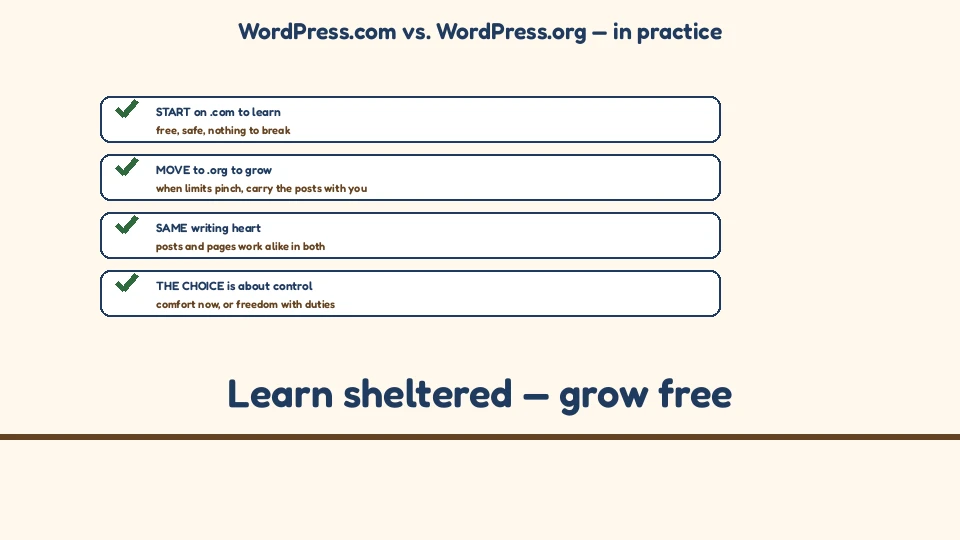 WordPress.com vs. WordPress.org — in practice
START on .com to learn
free, safe, nothing to break
MOVE to .org to grow
when limits pinch, carry the posts with you
SAME writing heart
posts and pages work alike in both
THE CHOICE is about control
comfort now, or freedom with duties
Learn sheltered — grow free